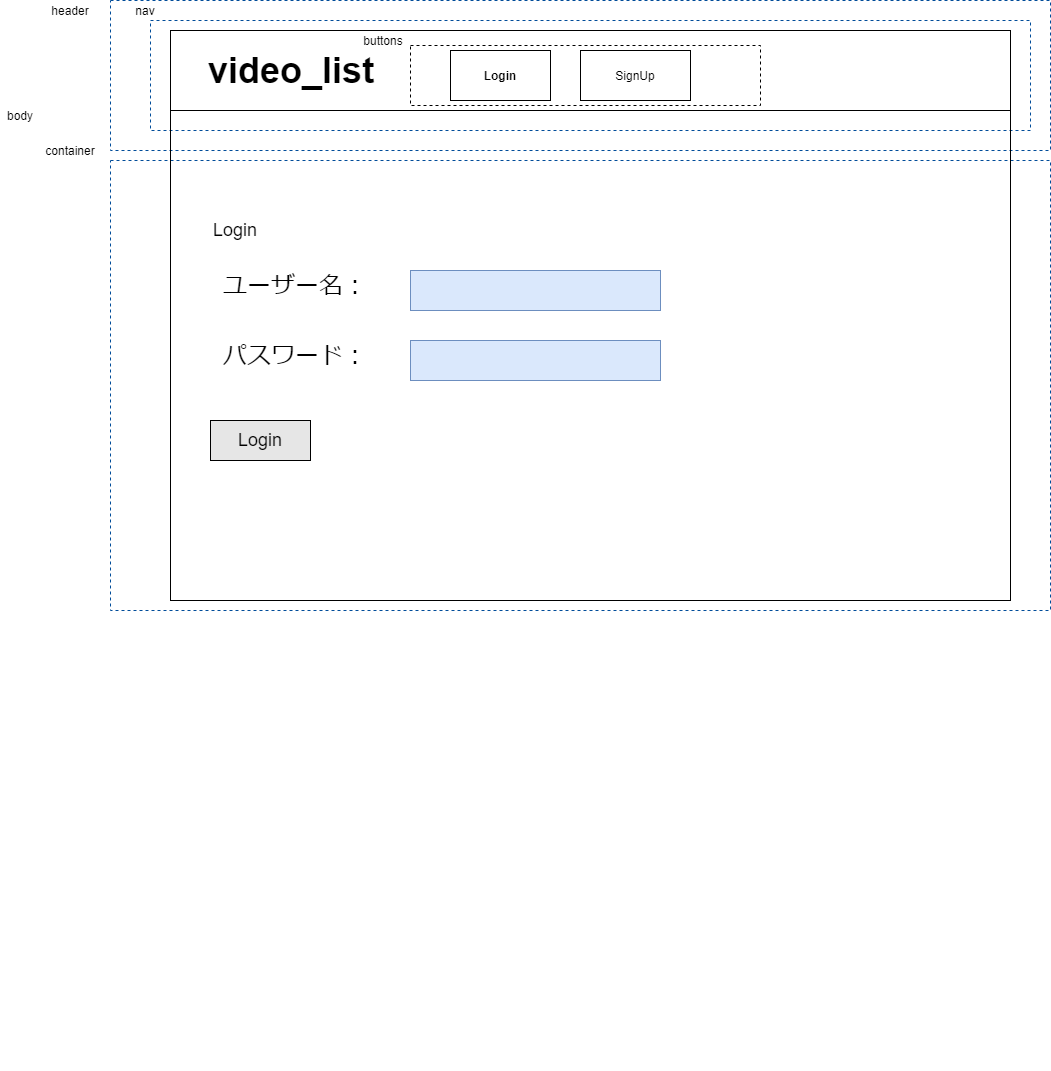 header
nav
buttons
video_list
Login
SignUp
body
container
Login
ユーザー名：
パスワード：
Login